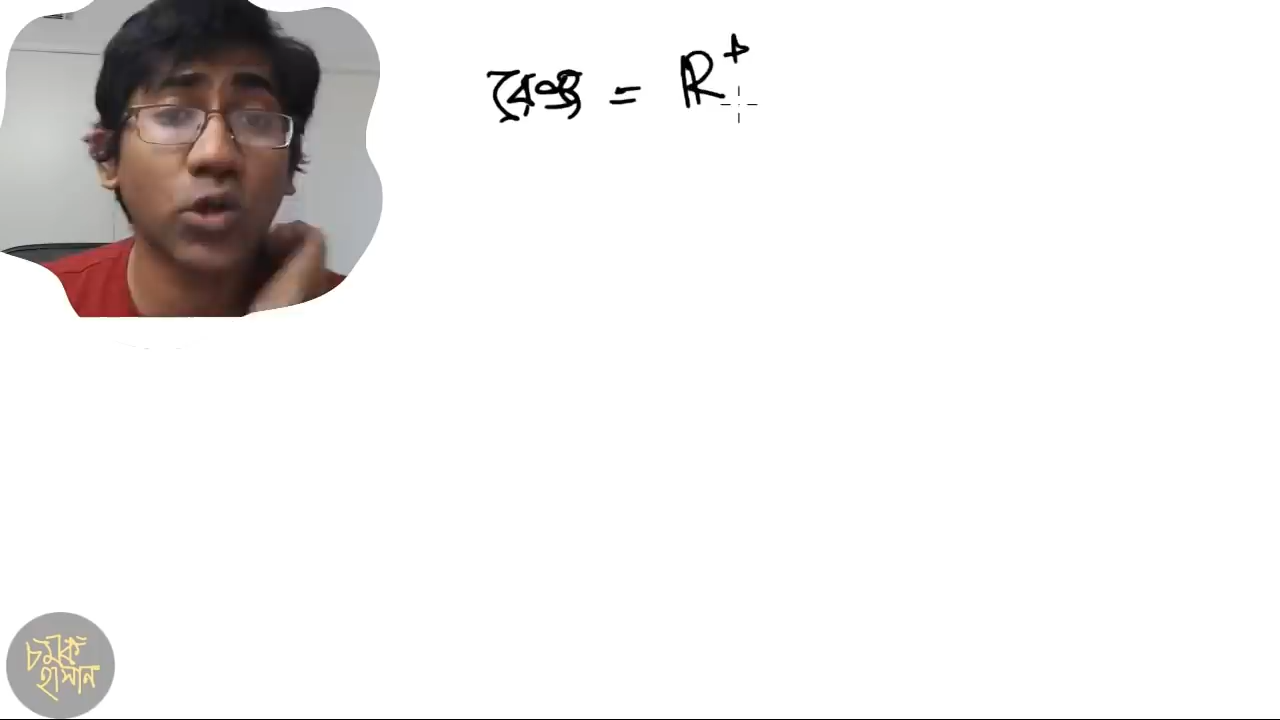 রেঞ্জ = ℝ⁺
চমক
হাসান